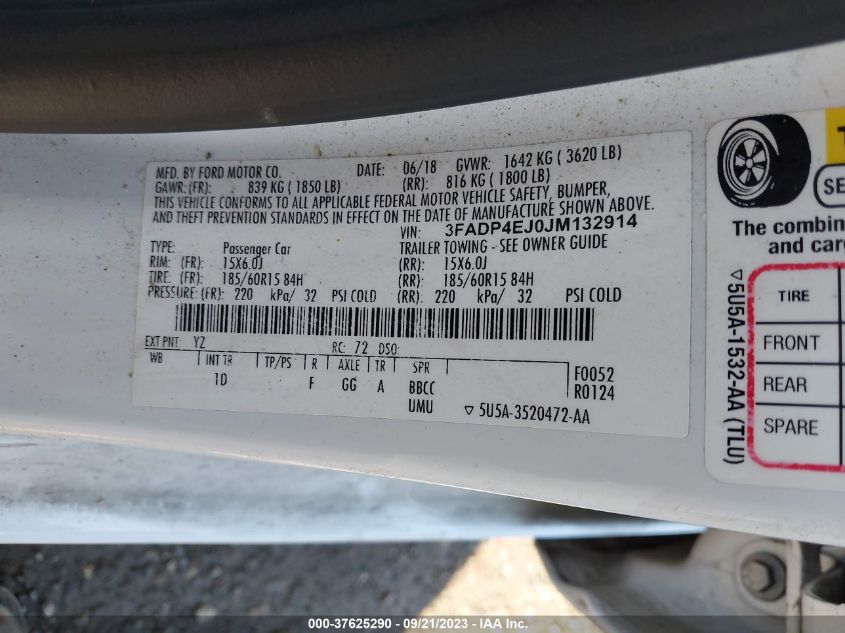 MFD. BY FORD MOTOR CO. DATE: 06/18 GVWR: 1642 KG ( 3620 LB)
GAWR:(FR): 839 KG ( 1850 LB) (RR): 816 KG ( 1800 LB)
THIS VEHICLE CONFORMS TO ALL APPLICABLE FEDERAL MOTOR VEHICLE SAFETY, BUMPER,
AND THEFT PREVENTION STANDARDS IN EFFECT ON THE DATE OF MANUFACTURE SHOWN ABOVE.
VIN: 3FADP4EJ0JM132914
TYPE: Passenger Car TRAILER TOWING - SEE OWNER GUIDE
RIM: (FR): 15X6.0J (RR): 15X6.0J
TIRE: (FR): 185/60R15 84H (RR): 185/60R15 84H
PRESSURE:(FR): 220 kPa/ 32 PSI COLD (RR): 220 kPa/ 32 PSI COLD
EXT PNT: YZ RC: 72 DSO:
WB INT TR TP/PS R AXLE TR SPR F0052
1D F GG A BBCC R0124
UMU ▽ 5U5A-3520472-AA
T
SE
The combin
and carg
TIRE
FRONT
REAR
SPARE
▽5U5A-1532-AA (TLU)
000-37625290 - 09/21/2023 - IAA Inc.